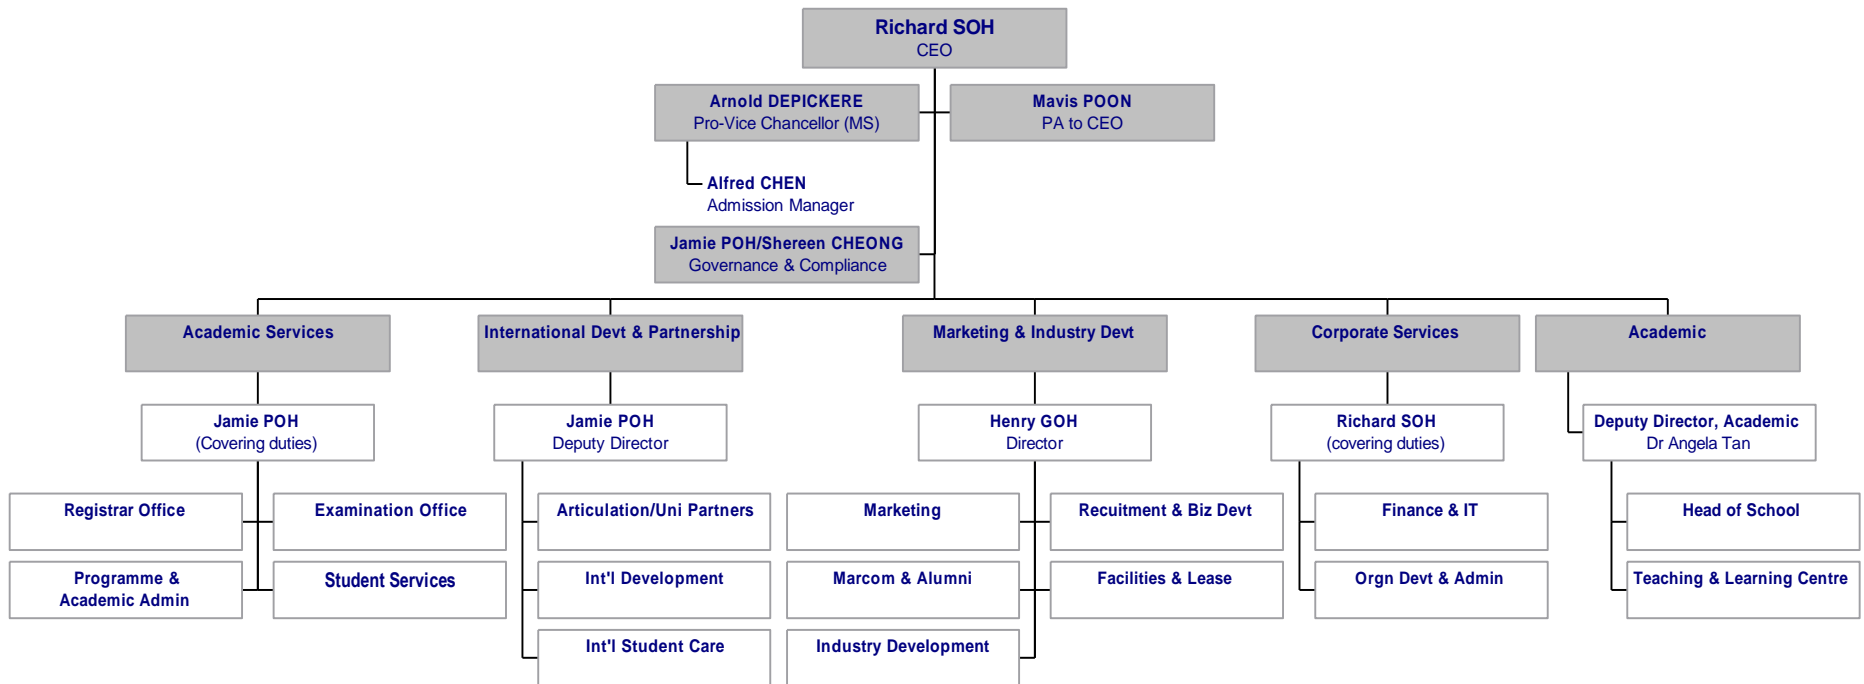 Richard SOH
CEO
Arnold DEPICKERE
Pro-Vice Chancellor (MS)
Mavis POON
PA to CEO
Alfred CHEN
Admission Manager
Jamie POH/Shereen CHEONG
Governance & Compliance
Academic Services
International Devt & Partnership
Marketing & Industry Devt
Corporate Services
Academic
Jamie POH
(Covering duties)
Jamie POH
Deputy Director
Henry GOH
Director
Richard SOH
(covering duties)
Deputy Director, Academic
Dr Angela Tan
Registrar Office
Examination Office
Articulation/Uni Partners
Marketing
Recuitment & Biz Devt
Finance & IT
Head of School
Programme &
Academic Admin
Student Services
Int'l Development
Marcom & Alumni
Facilities & Lease
Orgn Devt & Admin
Teaching & Learning Centre
Int'l Student Care
Industry Development